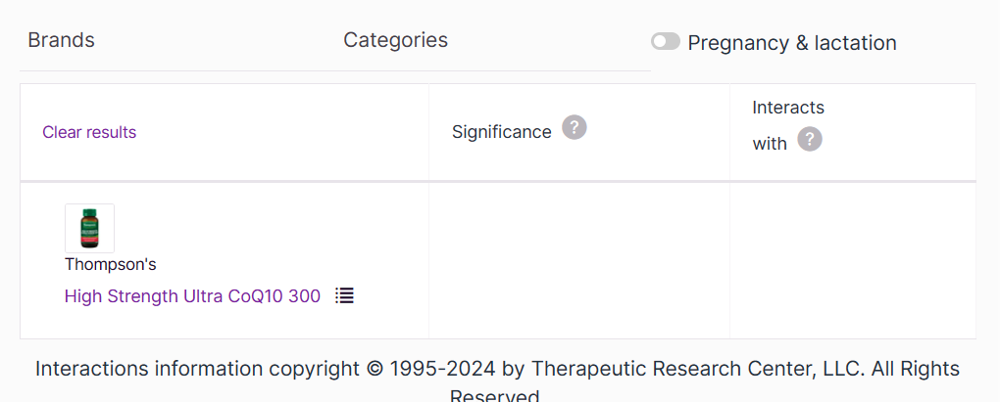 Brands
Categories
Pregnancy & lactation
Clear results
Significance ?
Interacts
with ?
Thompson's
High Strength Ultra CoQ10 300
Interactions information copyright © 1995-2024 by Therapeutic Research Center, LLC. All Rights
Reserved